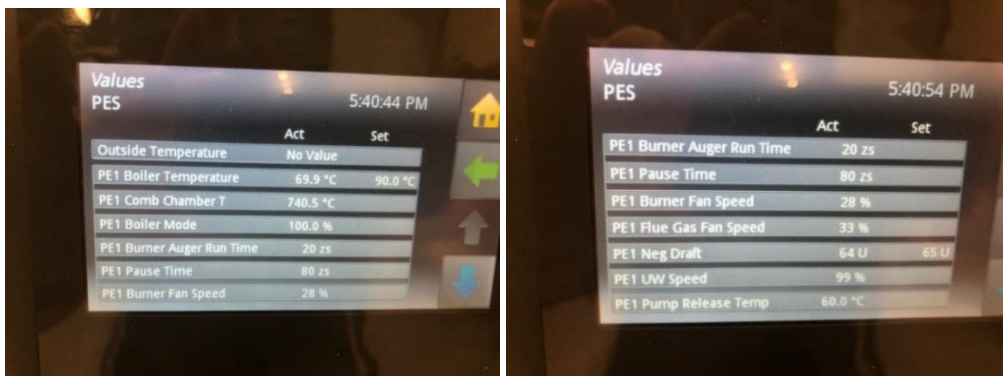 Values
PES 5:40:44 PM
Act Set
Outside Temperature No Value
PE1 Boiler Temperature 69.9 °C 90.0 °C
PE1 Comb Chamber T 740.5 °C
PE1 Boiler Mode 100.0 %
PE1 Burner Auger Run Time 20 zs
PE1 Pause Time 80 zs
PE1 Burner Fan Speed 28 %
Values
PES 5:40:54 PM
Act Set
PE1 Burner Auger Run Time 20 zs
PE1 Pause Time 80 zs
PE1 Burner Fan Speed 28 %
PE1 Flue Gas Fan Speed 33 %
PE1 Neg Draft 64 U 65 U
PE1 UW Speed 99 %
PE1 Pump Release Temp 60.0 °C